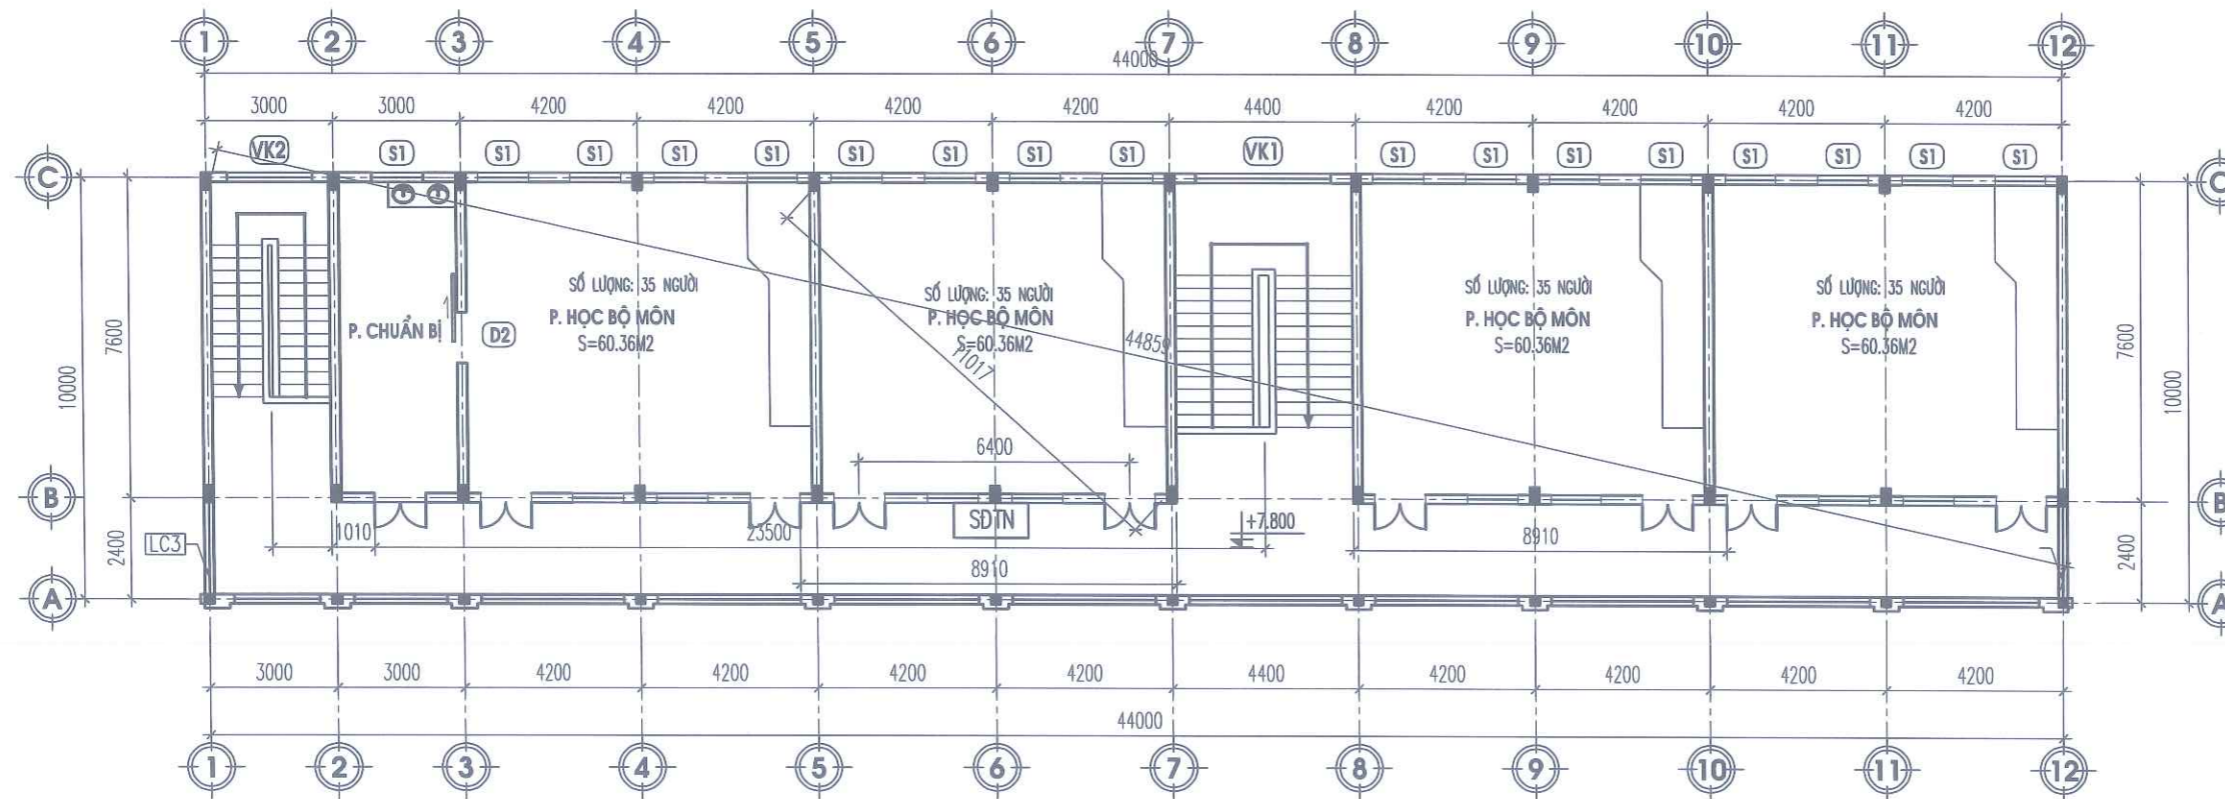 1 2 3 4 5 6 7 8 9 10 11 12
44000
3000 3000 4200 4200 4200 4200 4400 4200 4200 4200 4200
VK2 S1 S1 S1 S1 S1 S1 S1 S1 S1 VK1 S1 S1 S1 S1 S1 S1 S1 S1
C C
SỐ LƯỢNG: 35 NGƯỜI
P. HỌC BỘ MÔN
S=60.36M2
SỐ LƯỢNG: 35 NGƯỜI
P. HỌC BỘ MÔN
S=60.36M2
SỐ LƯỢNG: 35 NGƯỜI
P. HỌC BỘ MÔN
S=60.36M2
SỐ LƯỢNG: 35 NGƯỜI
P. HỌC BỘ MÔN
S=60.36M2
P. CHUẨN BỊ
D2
44859
11017
7600
10000
7600
10000
6400
B B
SĐTN
+7.800
1010
23500
8910
8910
2400
2400
LC3
A A
3000 3000 4200 4200 4200 4200 4400 4200 4200 4200 4200
44000
1 2 3 4 5 6 7 8 9 10 11 12